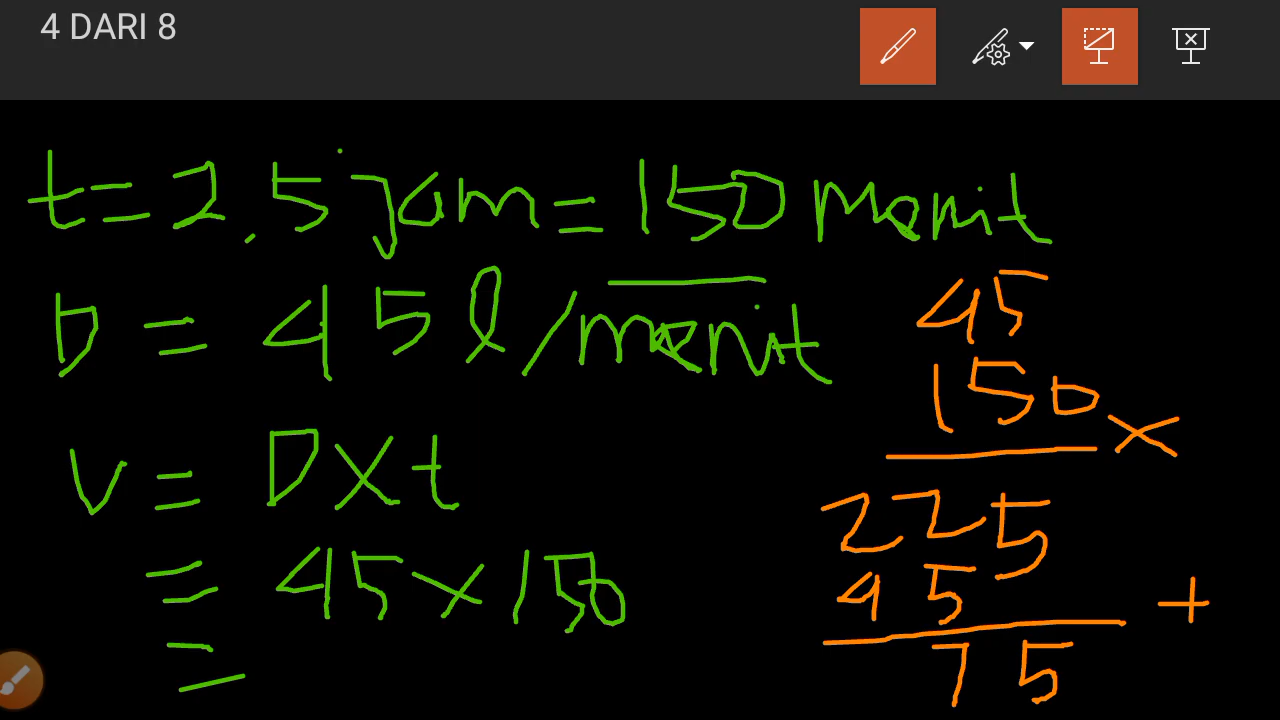 4 DARI 8
t = 2,5 jam = 150 menit
D = 45 l/menit
V = D X t
= 45 x 150
=
45
150 x
225
45 +
75